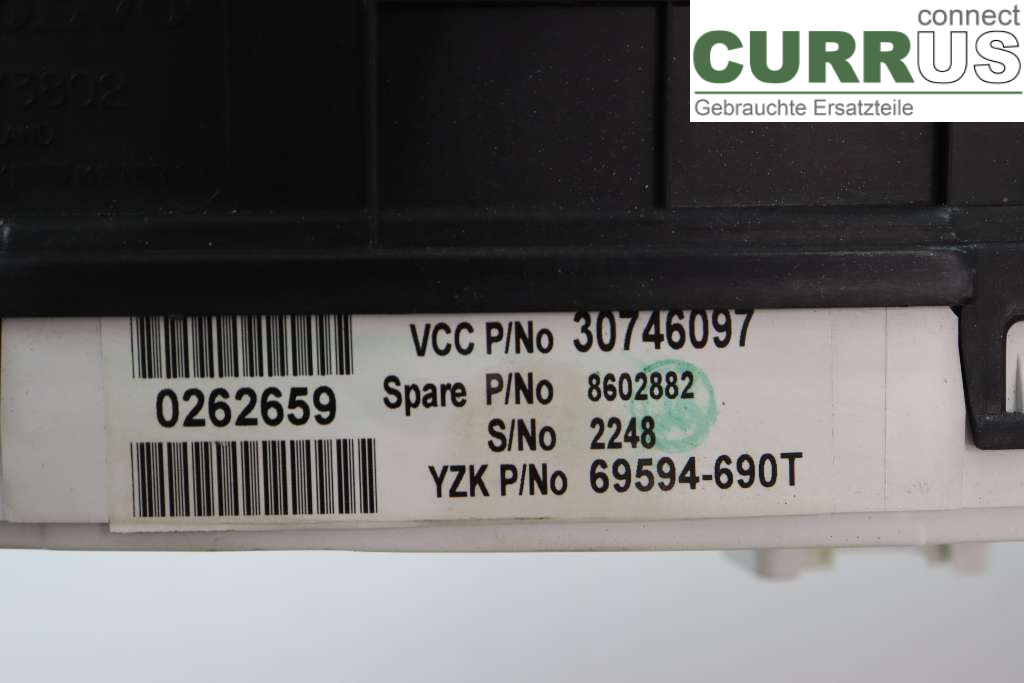 connect
CURRUS
Gebrauchte Ersatzteile
VCC P/No 30746097
0262659
Spare P/No 8602882
S/No 2248
YZK P/No 69594-690T